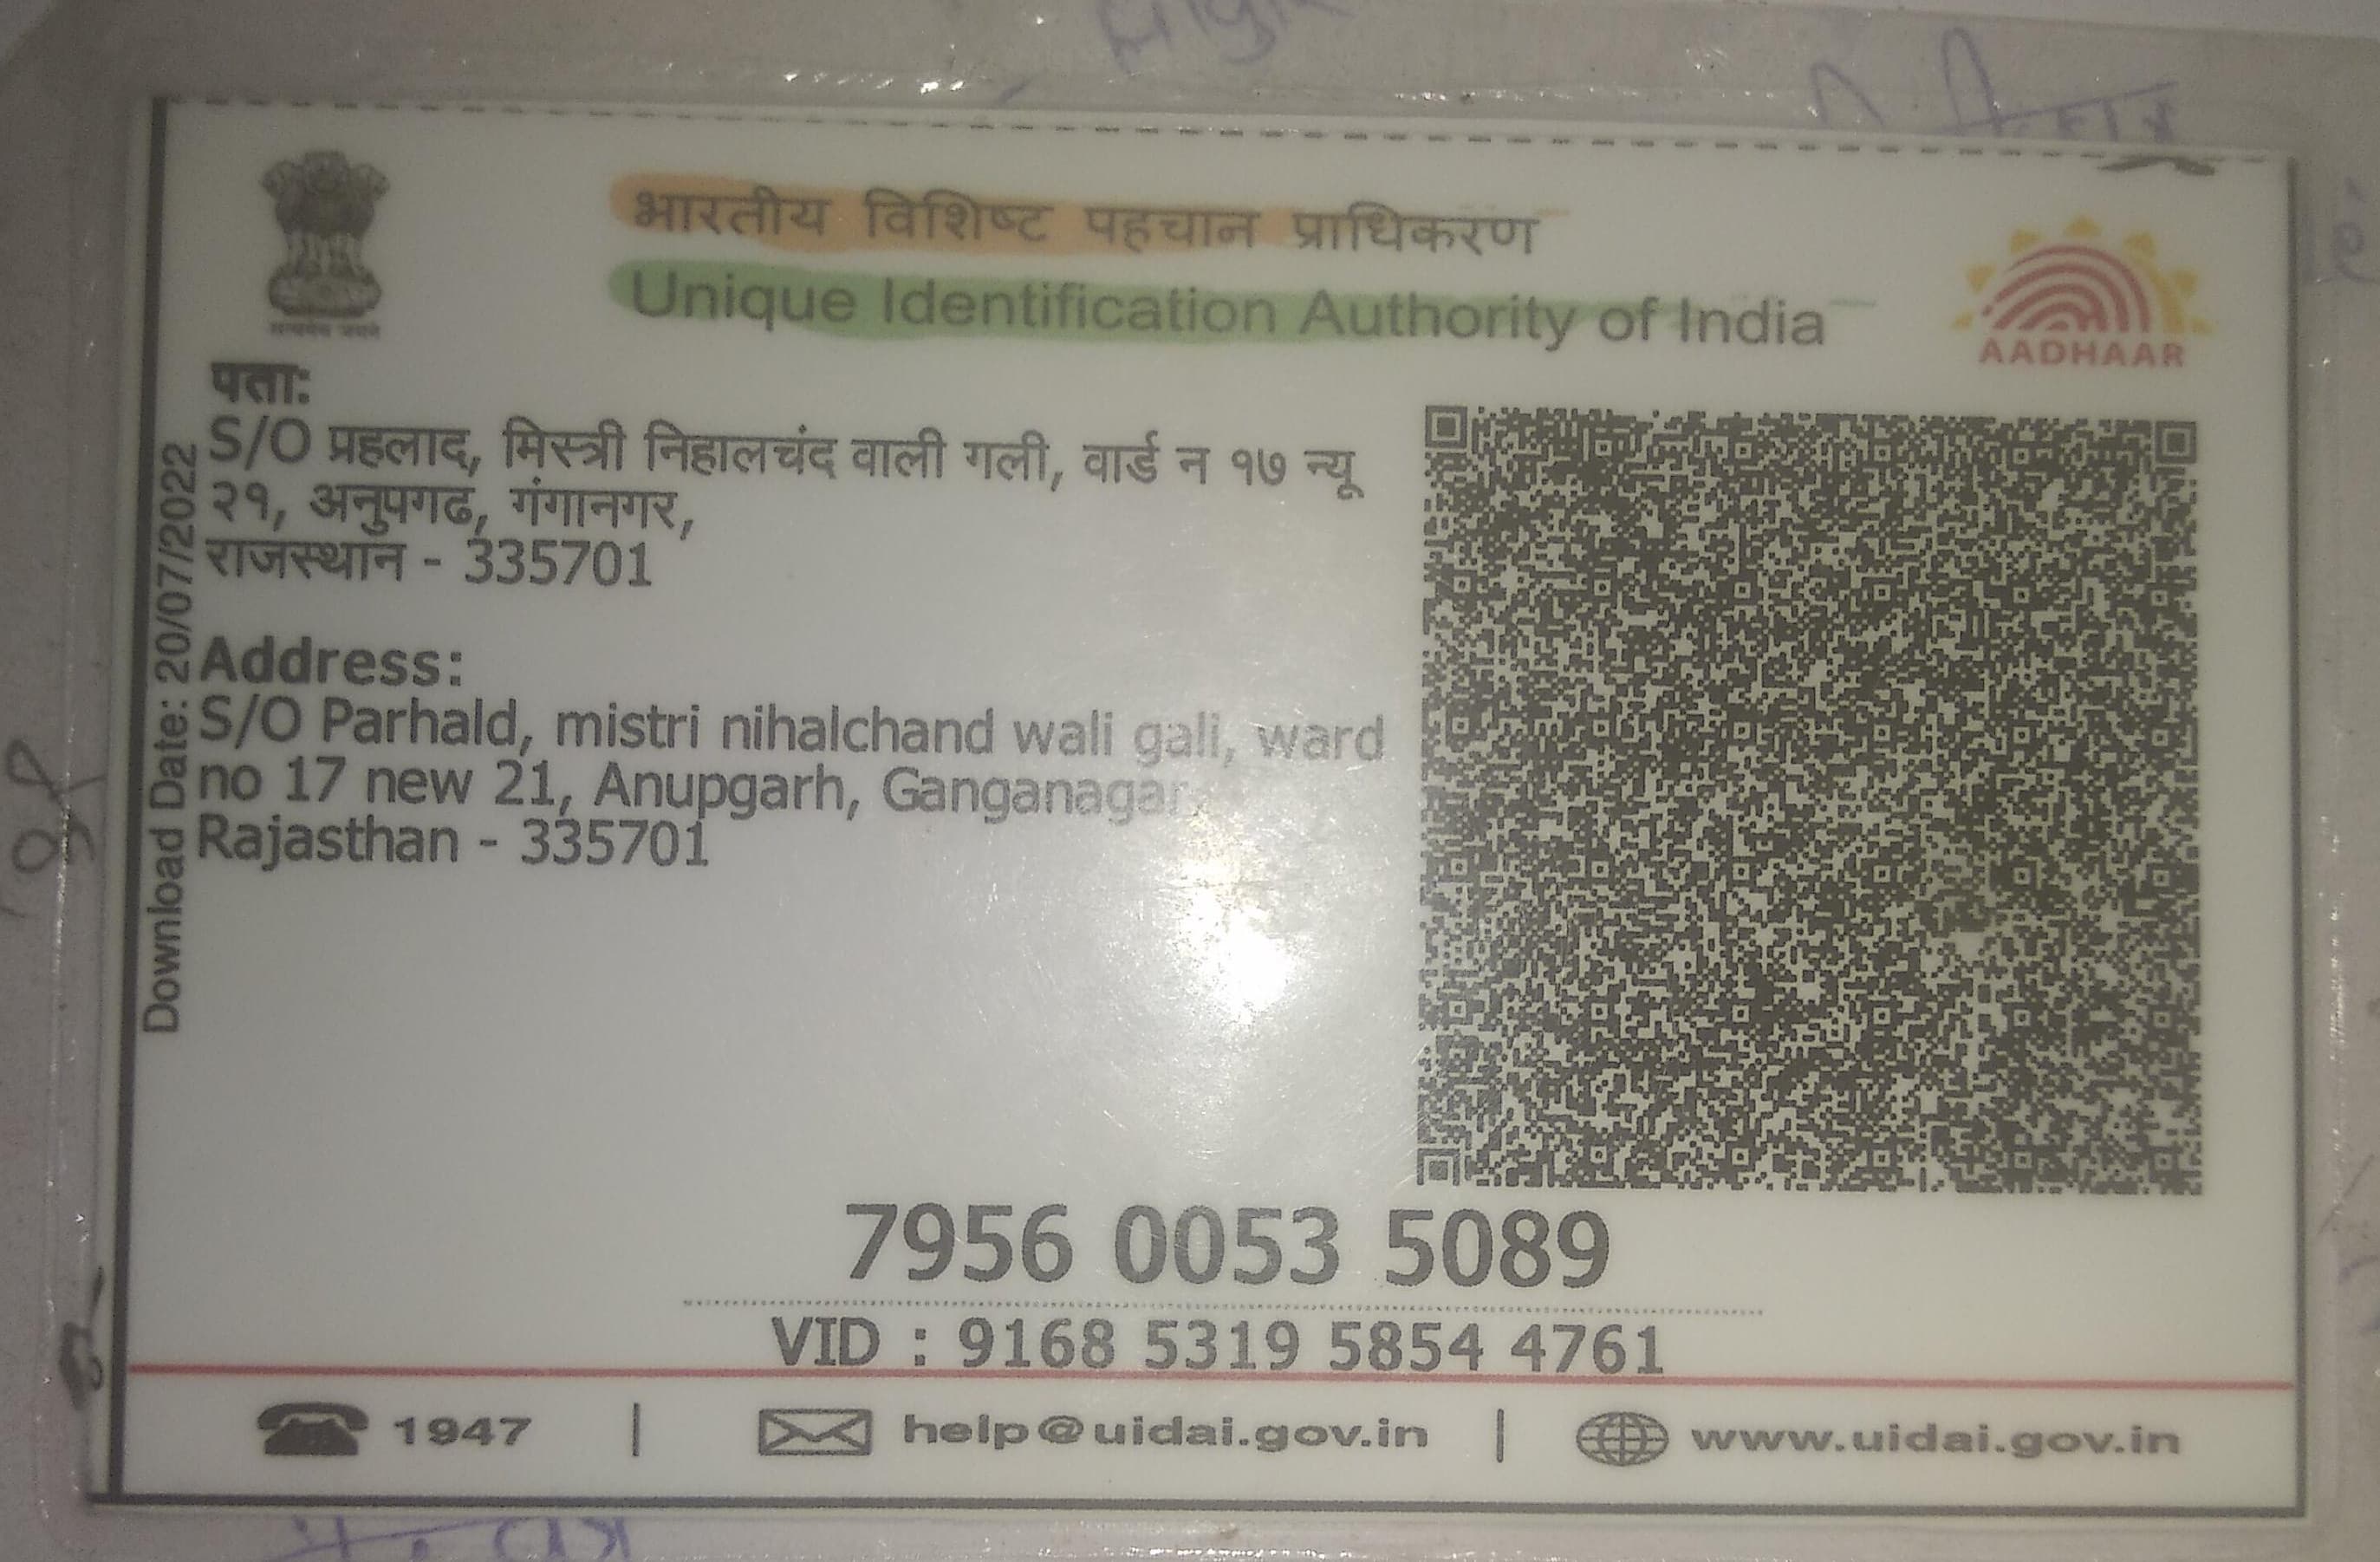 भारतीय विशिष्ट पहचान प्राधिकरण
Unique Identification Authority of India
सत्यमेव जयते
AADHAAR
पता:
S/O प्रहलाद, मिस्त्री निहालचंद वाली गली, वार्ड न १७ न्यू
२१, अनुपगढ, गंगानगर,
राजस्थान - 335701
Download Date: 20/07/2022
Address:
S/O Parhald, mistri nihalchand wali gali, ward
no 17 new 21, Anupgarh, Ganganagar
Rajasthan - 335701
7956 0053 5089
VID : 9168 5319 5854 4761
1947 | help@uidai.gov.in | www.uidai.gov.in